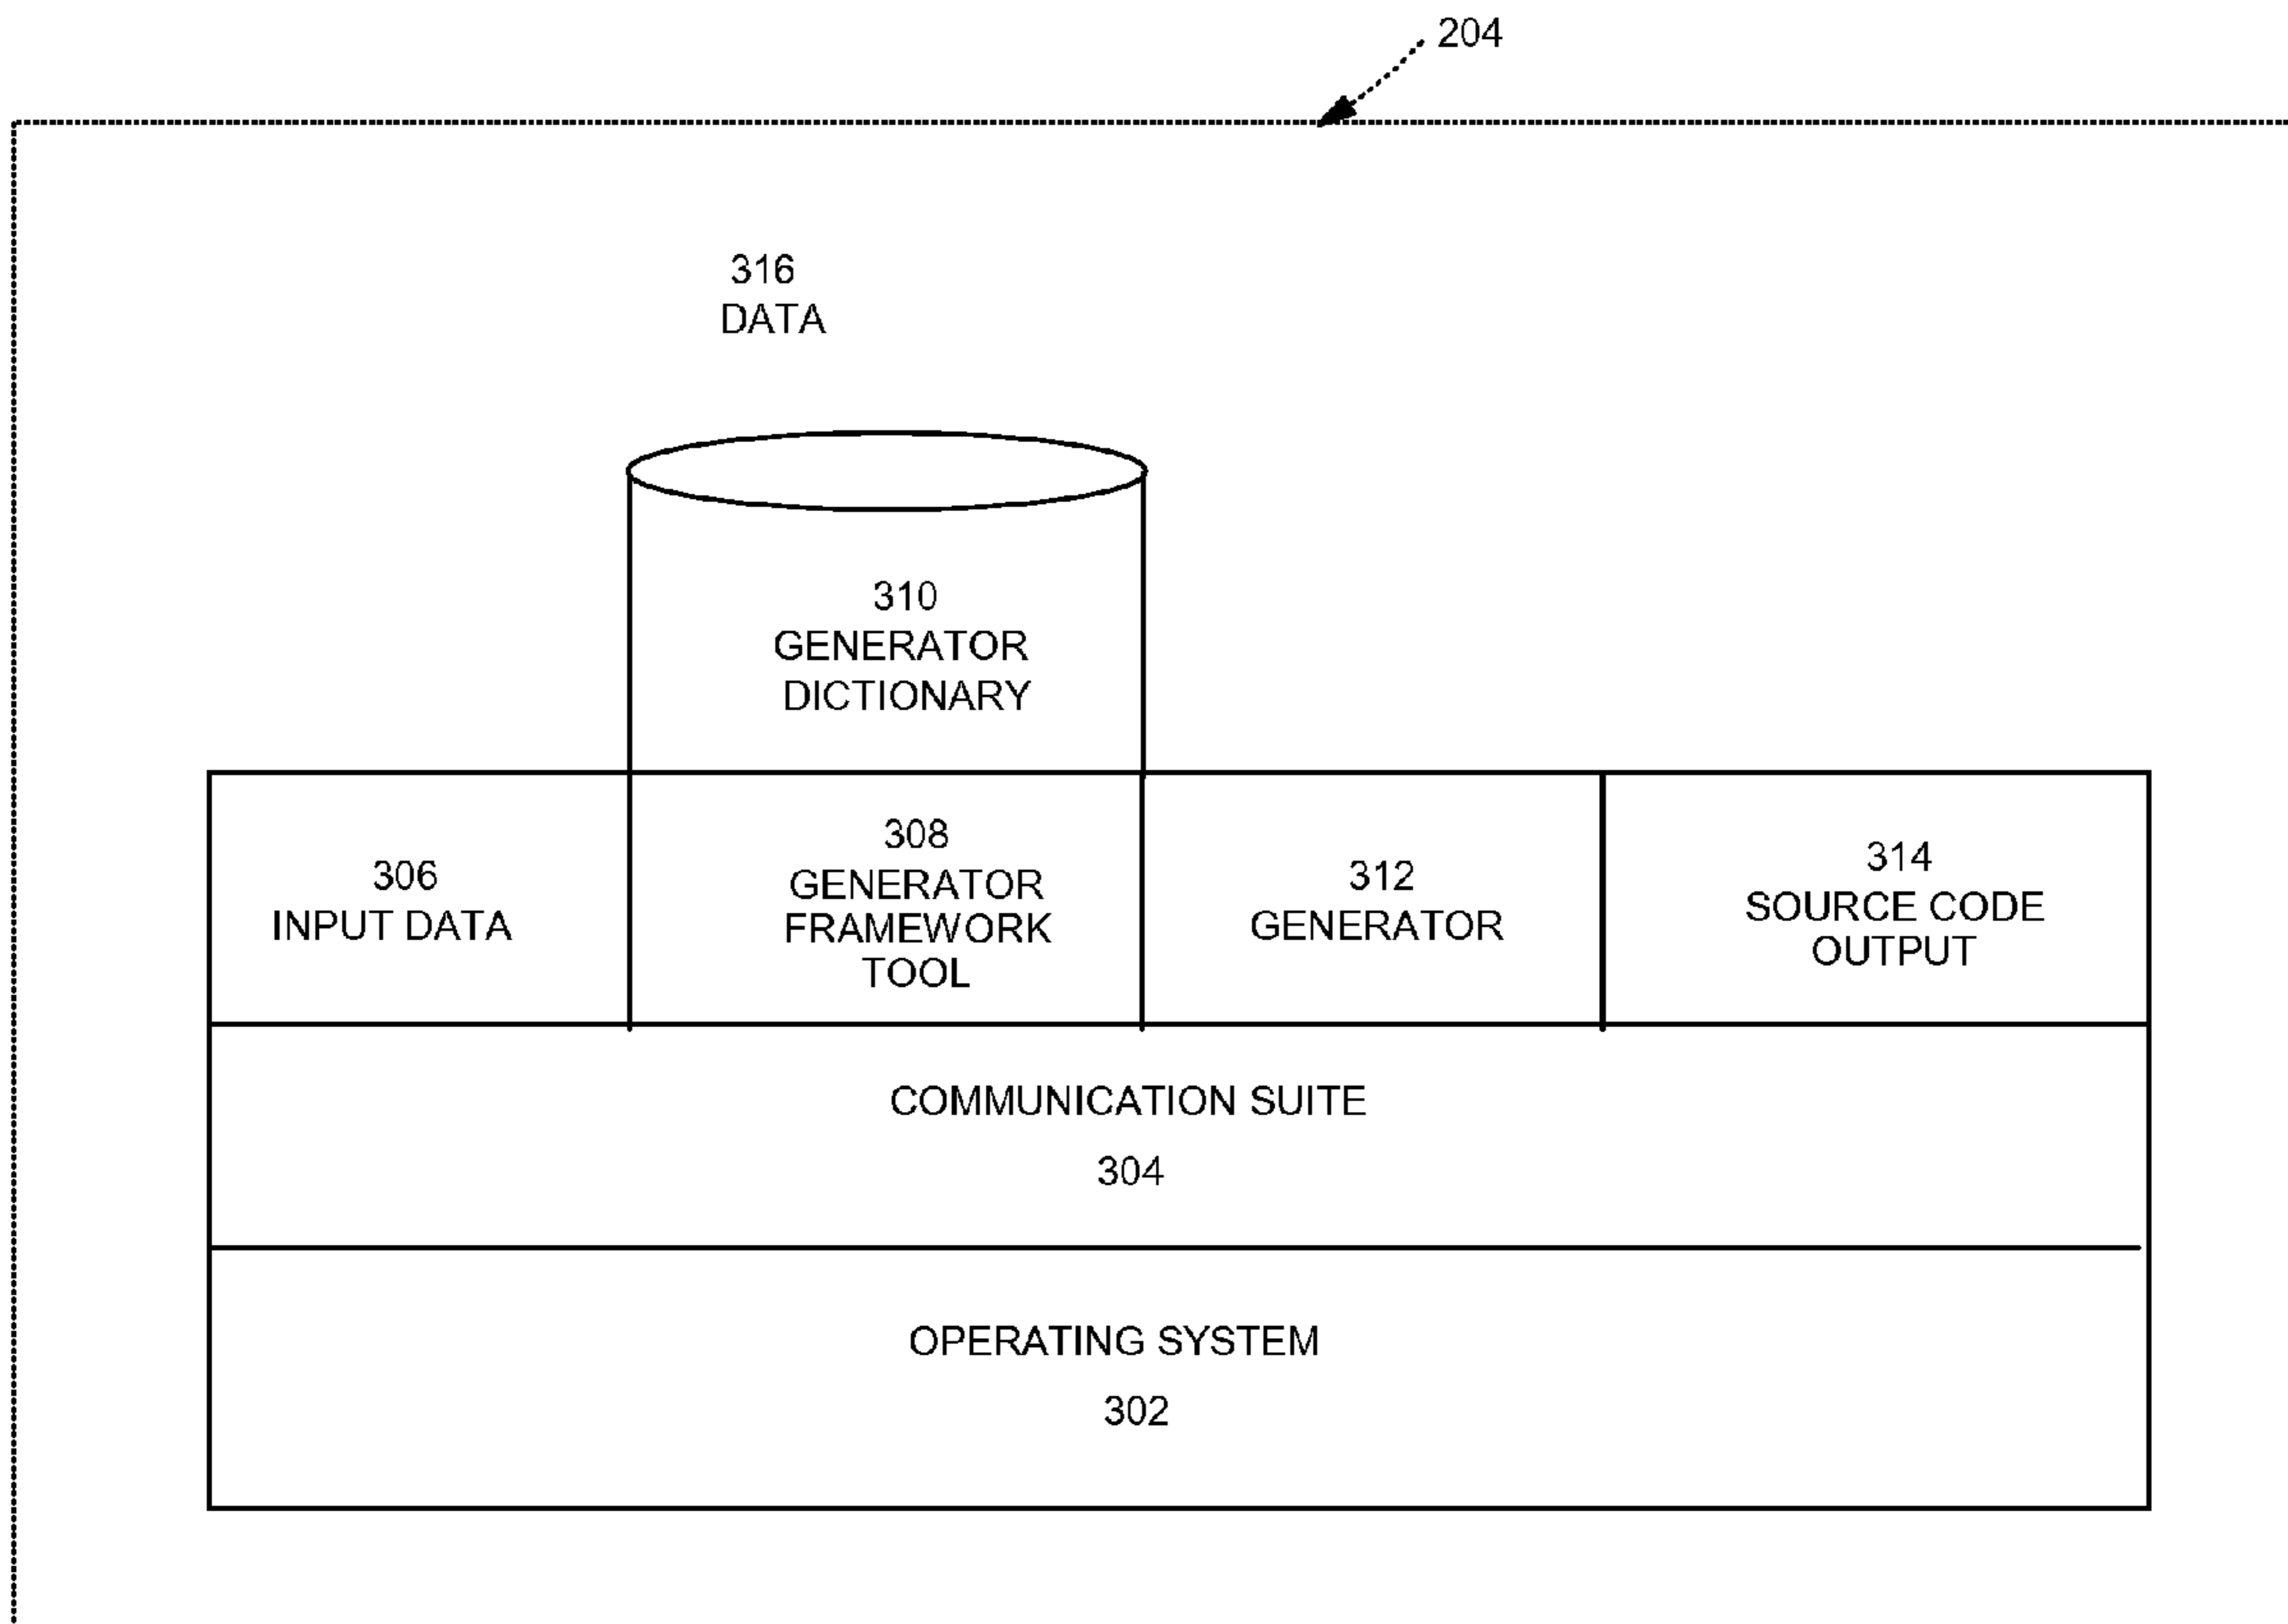 204
316
DATA
310
GENERATOR
DICTIONARY
306
INPUT DATA
308
GENERATOR
FRAMEWORK
TOOL
312
GENERATOR
314
SOURCE CODE
OUTPUT
COMMUNICATION SUITE
304
OPERATING SYSTEM
302